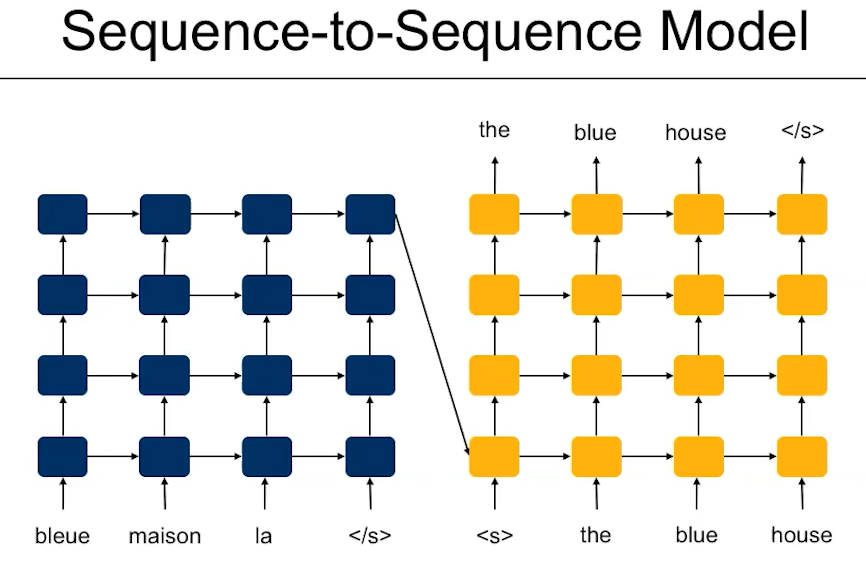 Sequence-to-Sequence Model
the blue house </s>
bleue maison la </s> <s> the blue house